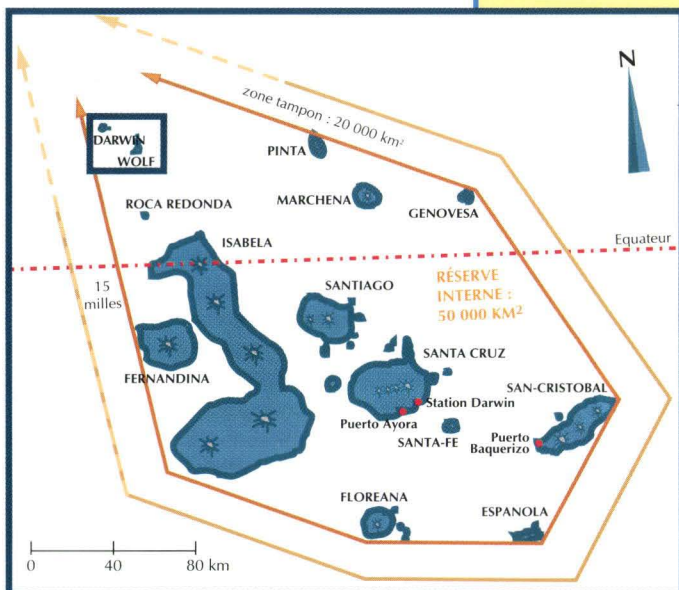 N
zone tampon : 20 000 km²
DARWIN
WOLF
PINTA
ROCA REDONDA
MARCHENA
GENOVESA
ISABELA
Equateur
15
milles
SANTIAGO
RÉSERVE
INTERNE :
50 000 KM²
FERNANDINA
SANTA CRUZ
SAN-CRISTOBAL
Station Darwin
Puerto Ayora
SANTA-FE
Puerto
Baquerizo
FLOREANA
ESPANOLA
0 40 80 km